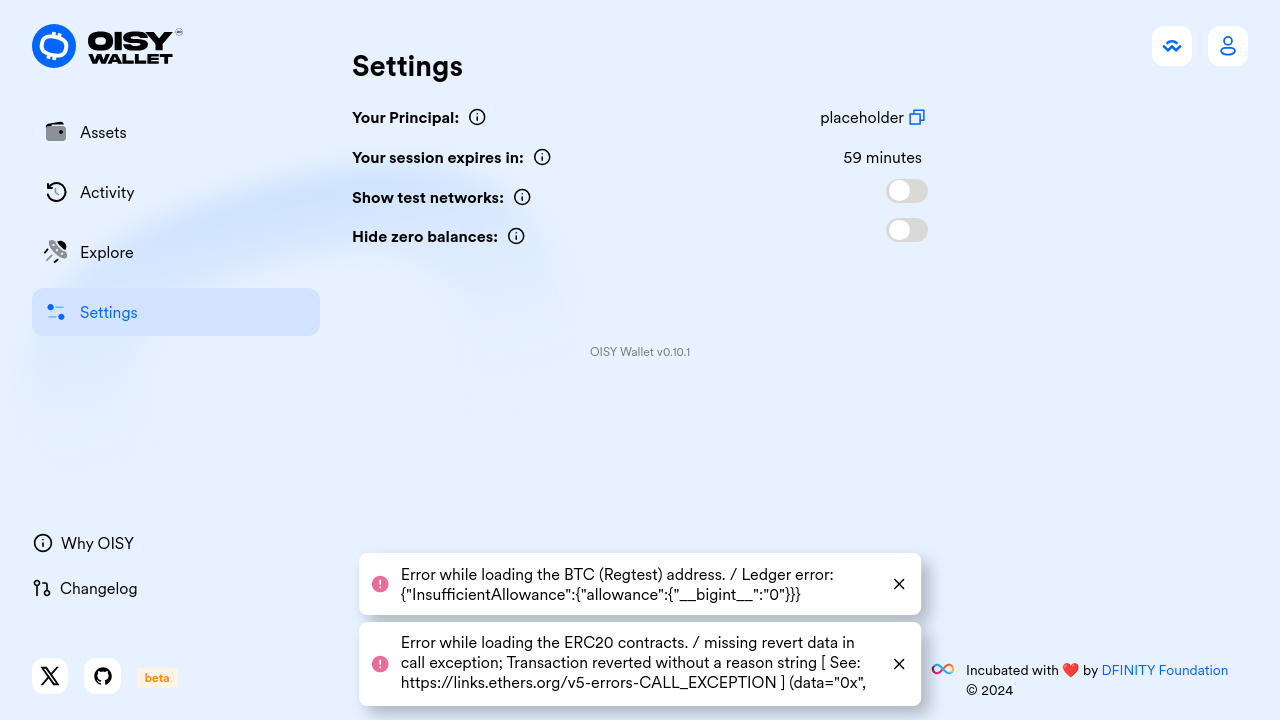 OISY
WALLET
Settings
Assets
Activity
Explore
Settings
Your Principal:
placeholder
Your session expires in:
59 minutes
Show test networks:
Hide zero balances:
OISY Wallet v0.10.1
Why OISY
Changelog
beta
Error while loading the BTC (Regtest) address. / Ledger error:
{"InsufficientAllowance":{"allowance":{"__bigint__":"0"}}}
Error while loading the ERC20 contracts. / missing revert data in
call exception; Transaction reverted without a reason string [ See:
https://links.ethers.org/v5-errors-CALL_EXCEPTION ] (data="0x",
Incubated with ❤️ by DFINITY Foundation
© 2024